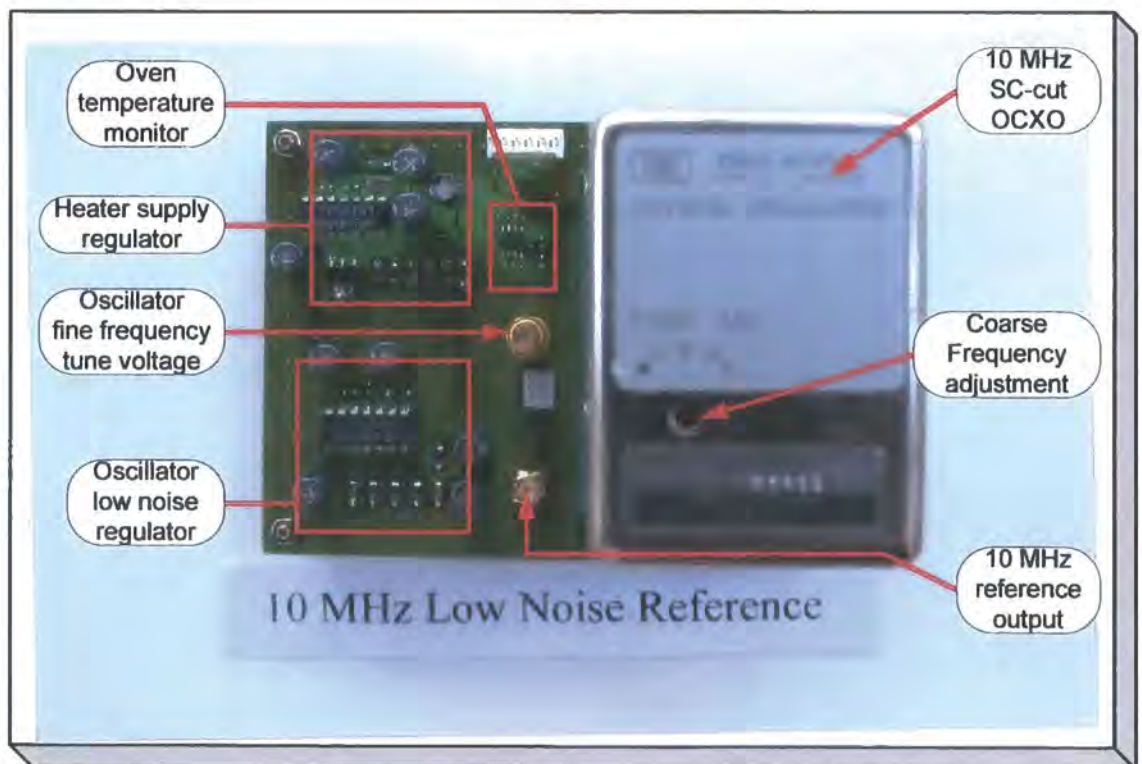 Oven
temperature
monitor
10 MHz
SC-cut
OCXO
Heater supply
regulator
Oscillator
fine frequency
tune voltage
Coarse
Frequency
adjustment
Oscillator
low noise
regulator
10 MHz
reference
output
10 MHz Low Noise Reference